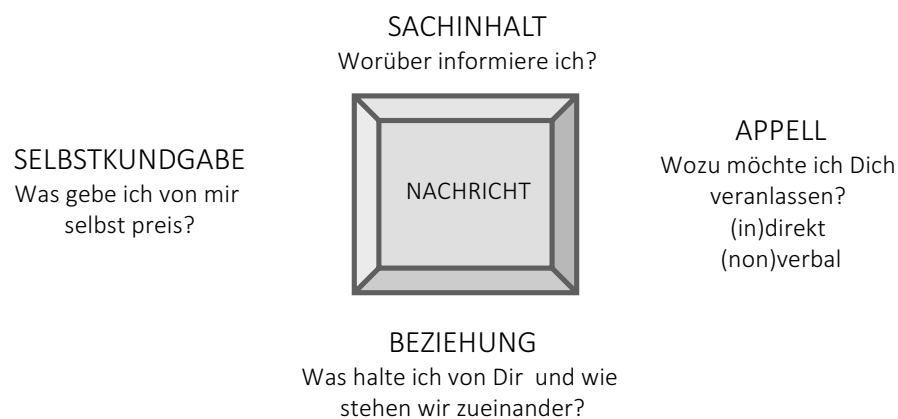 SACHINHALT
Worüber informiere ich?
SELBSTKUNDGABE
Was gebe ich von mir
selbst preis?
NACHRICHT
APPELL
Wozu möchte ich Dich
veranlassen?
(in)direkt
(non)verbal
BEZIEHUNG
Was halte ich von Dir und wie
stehen wir zueinander?